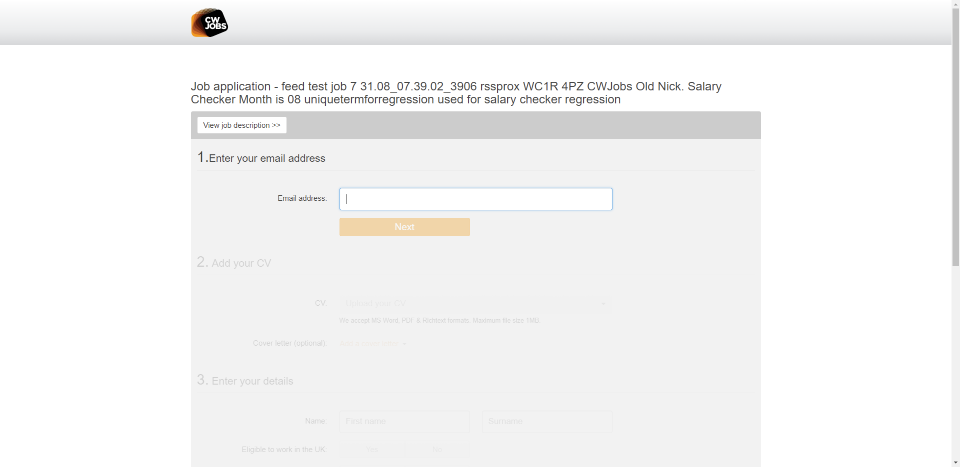 CW
JOBS
Job application - feed test job 7 31.08_07.39.02_3906 rssprox WC1R 4PZ CWJobs Old Nick. Salary
Checker Month is 08 uniquetermforregression used for salary checker regression
View job description >>
1.Enter your email address
Email address:
Next
2. Add your CV
CV:
We accept MS Word, PDF & Richtext formats. Maximum file size 1MB.
Cover letter (optional):
3. Enter your details
Name:
First name
Surname
Eligible to work in the UK:
Yes
No